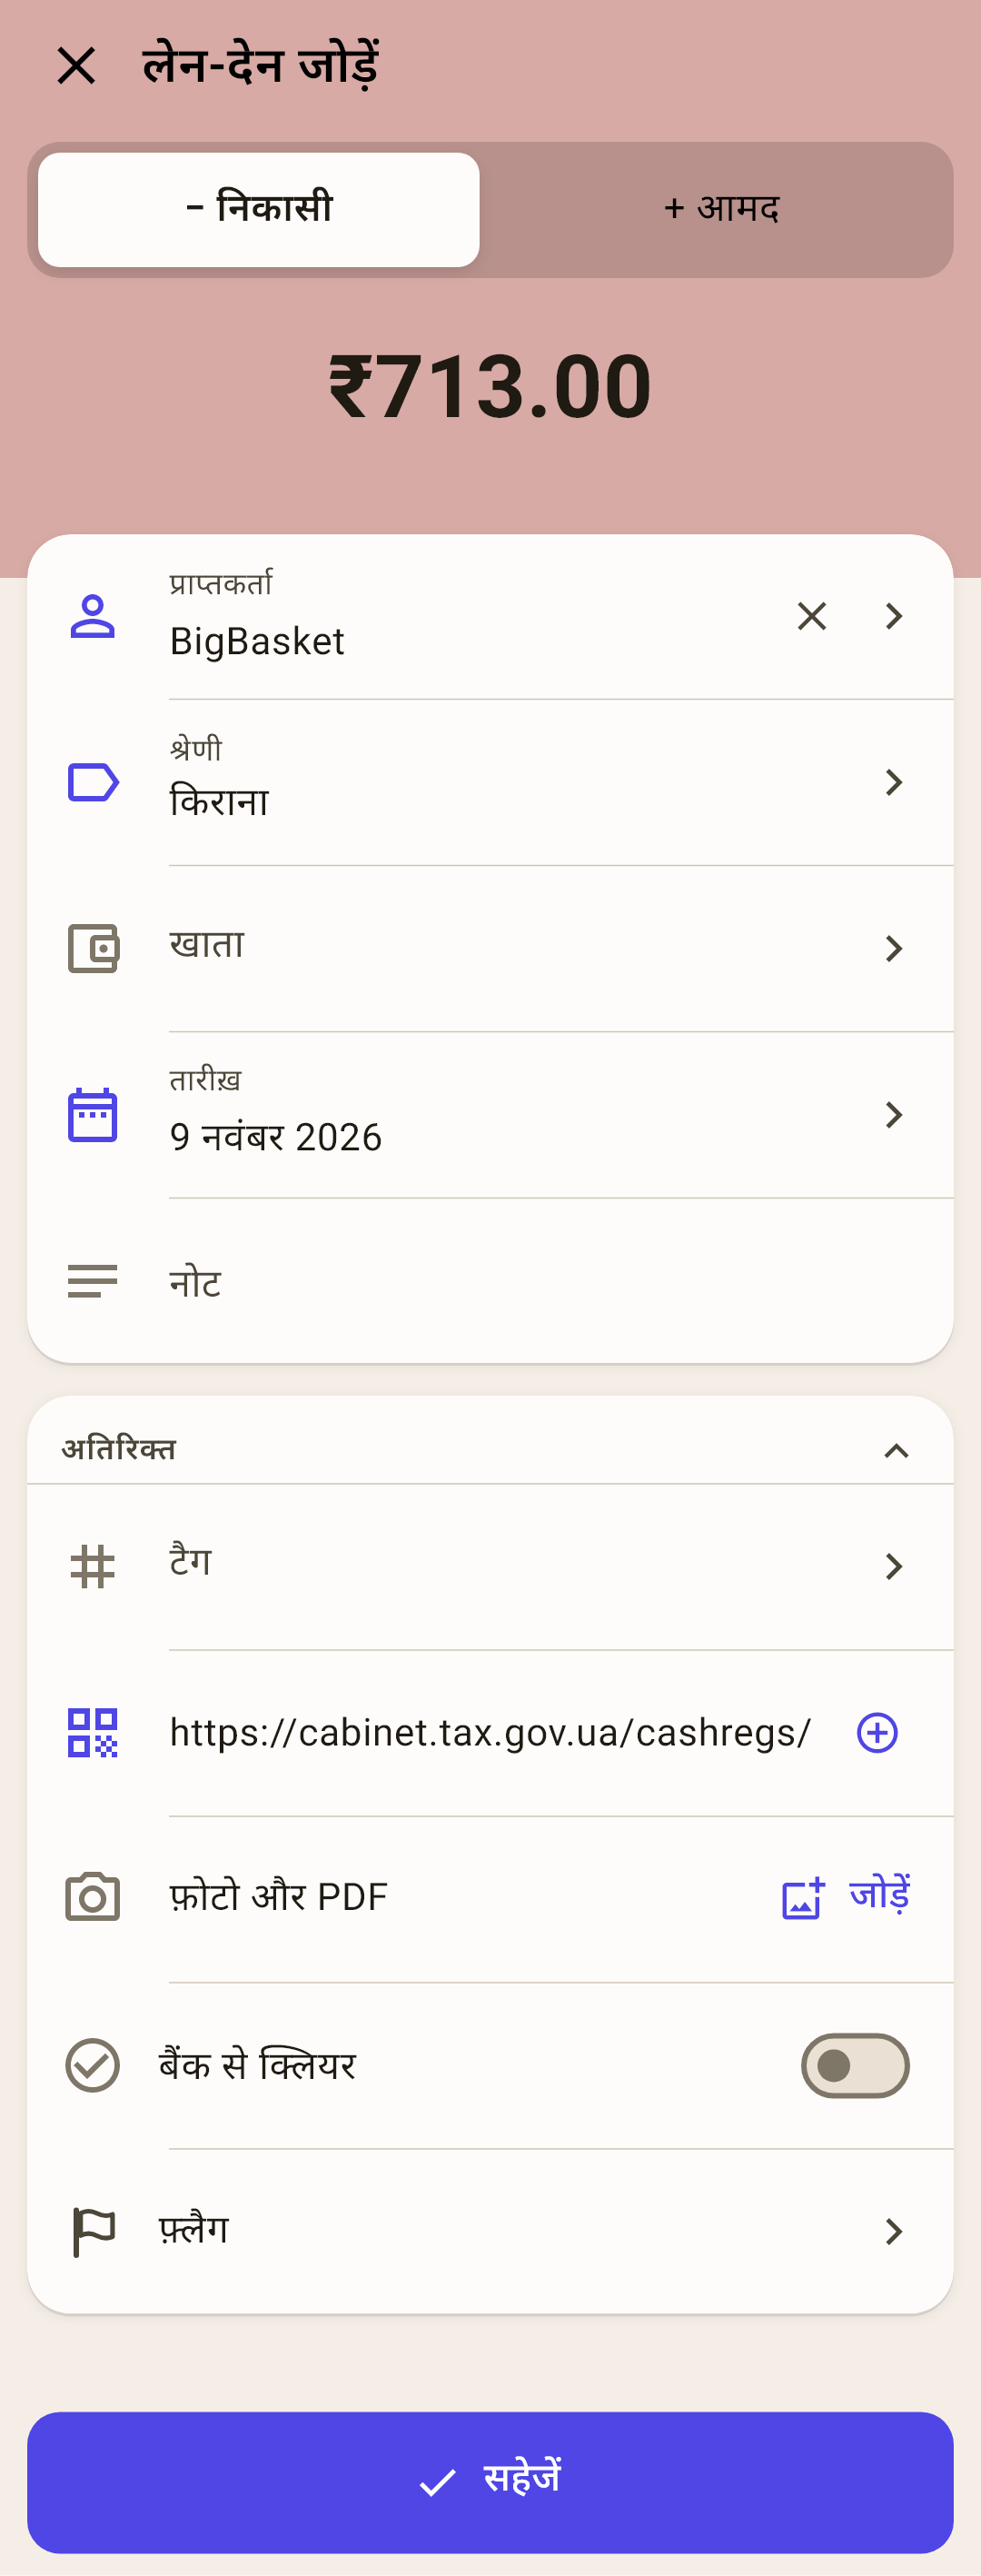 लेन-देन जोड़ें
− निकासी
+ आमद
₹713.00
प्राप्तकर्ता
BigBasket
श्रेणी
किराना
खाता
तारीख़
9 नवंबर 2026
नोट
अतिरिक्त
टैग
https://cabinet.tax.gov.ua/cashregs/
फ़ोटो और PDF
जोड़ें
बैंक से क्लियर
फ़्लैग
सहेजें